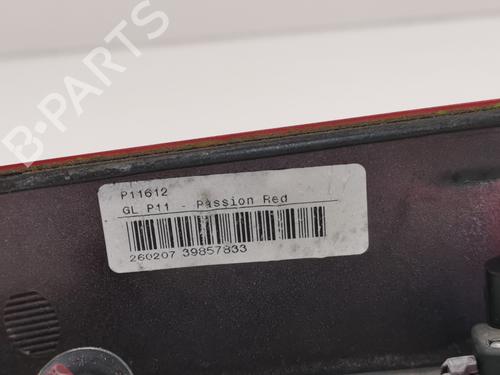 B-PARTS
P11612
GL P11 - Passion Red
260207 39857833